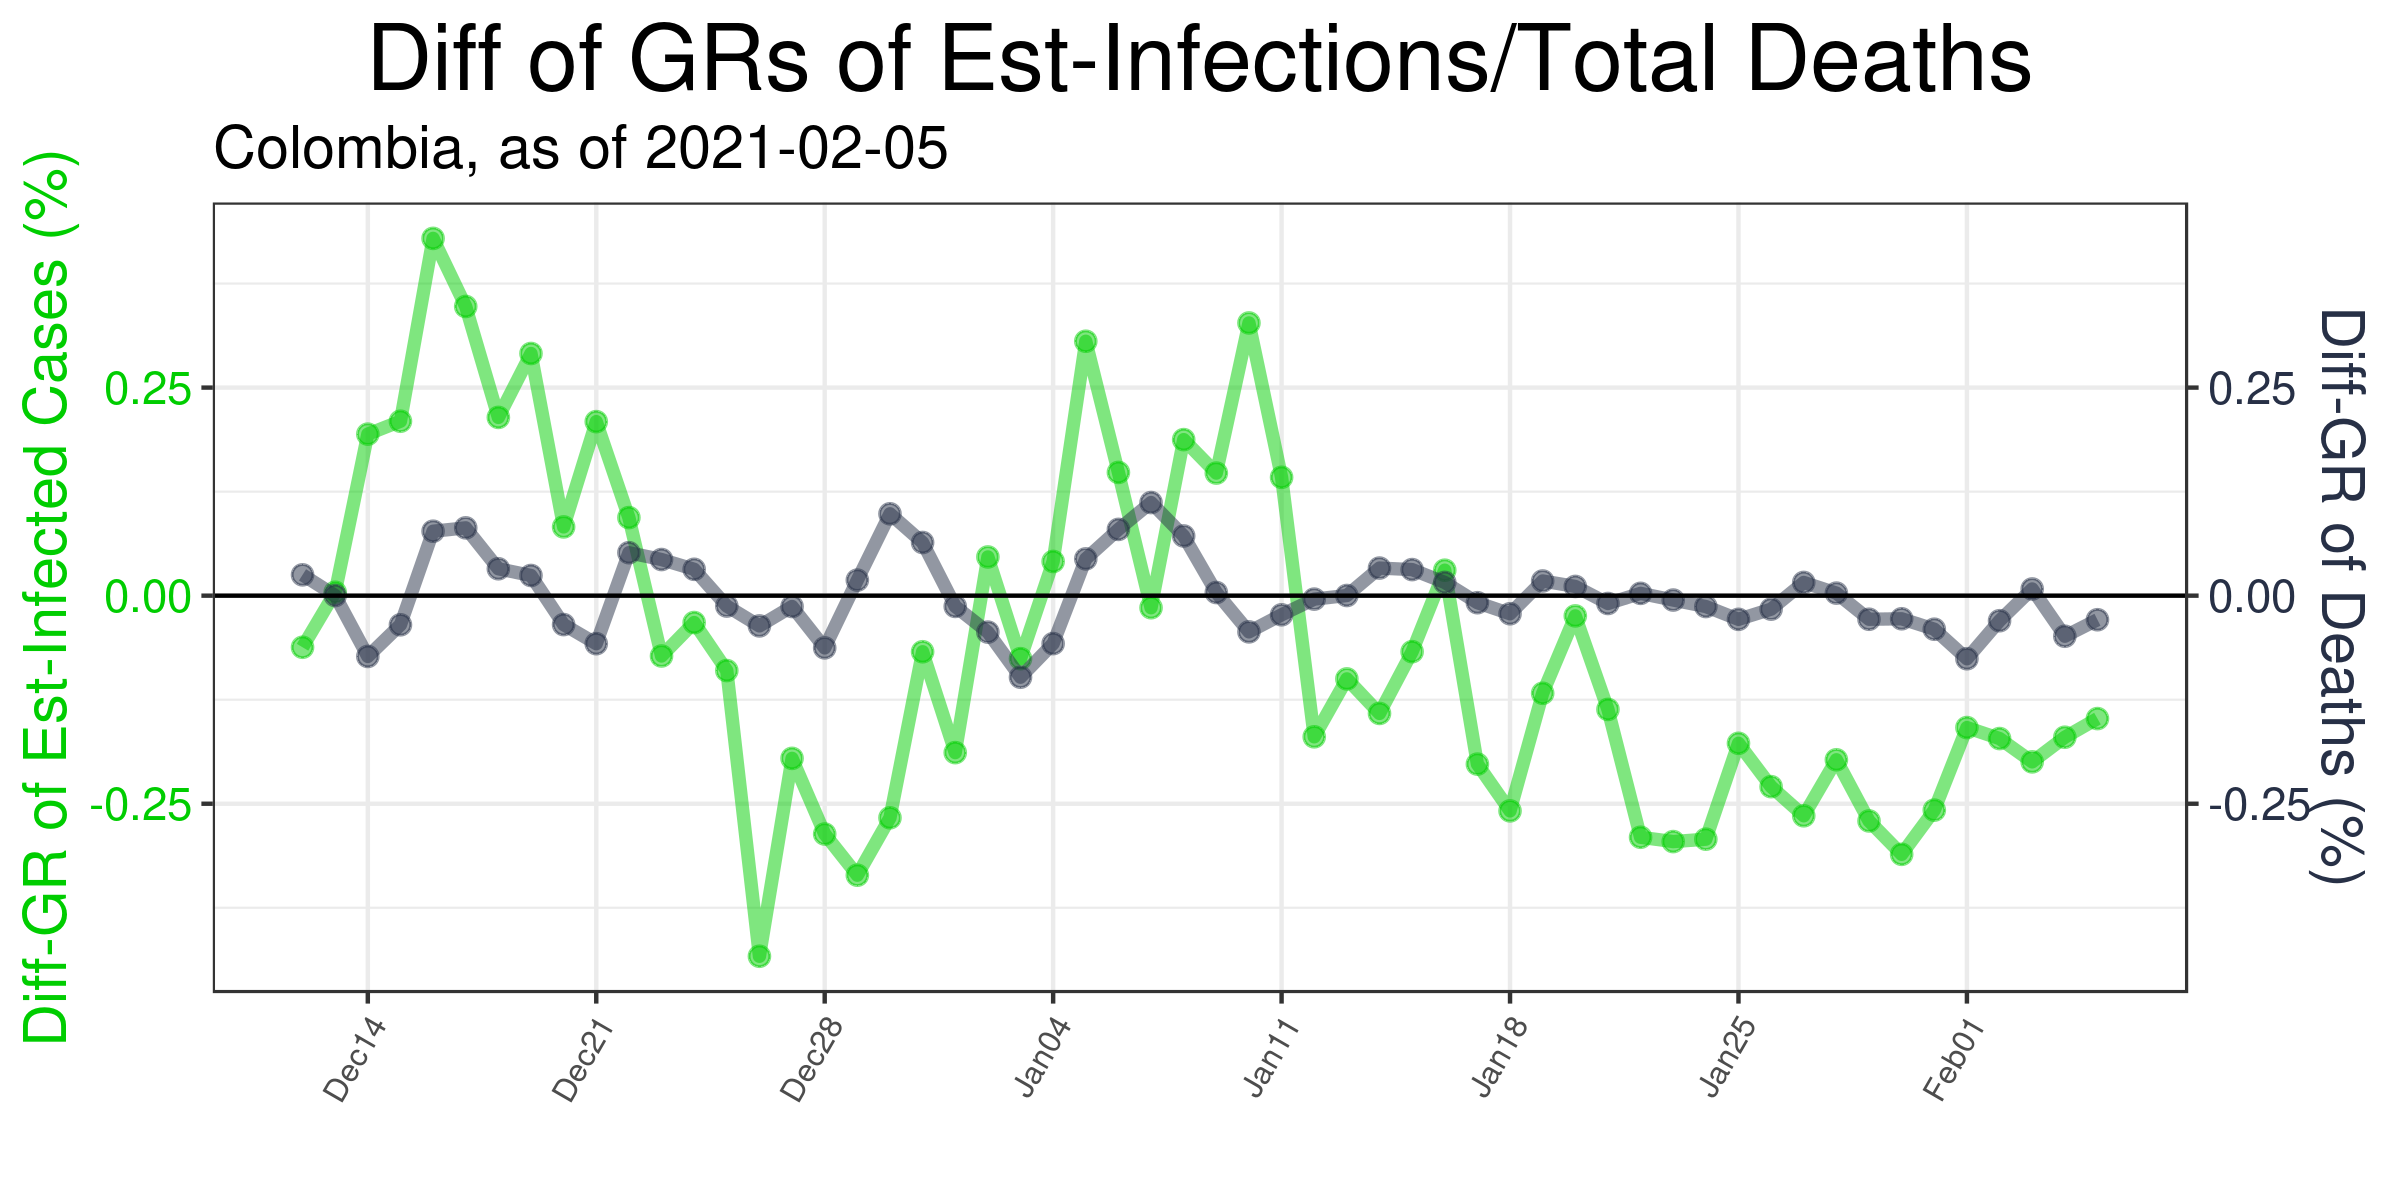 Diff of GRs of Est-Infections/Total Deaths
Colombia, as of 2021-02-05
Diff-GR of Est-Infected Cases (%)
0.25
0.00
-0.25
0.25
0.00
-0.25
Diff-GR of Deaths (%)
Dec14
Dec21
Dec28
Jan04
Jan11
Jan18
Jan25
Feb01